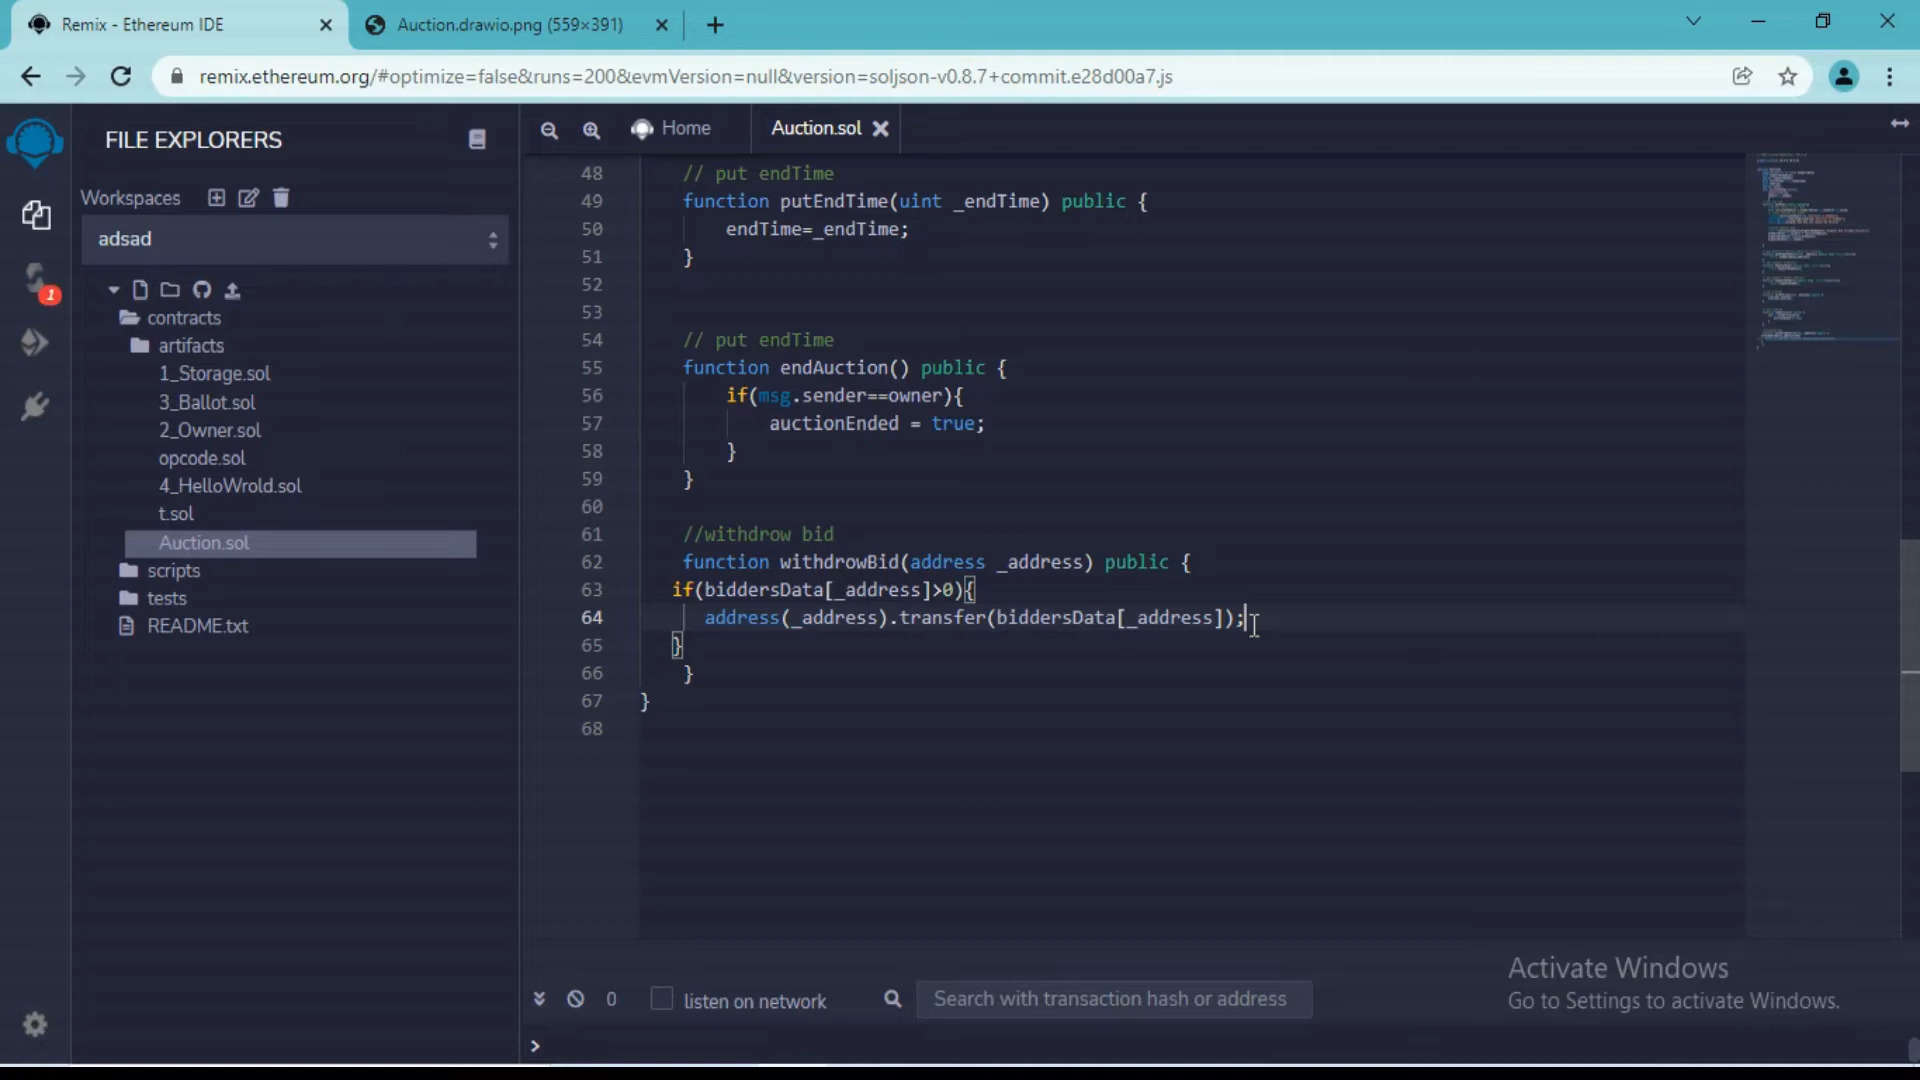 Remix - Ethereum IDE
Auction.drawio.png (559×391)
remix.ethereum.org/#optimize=false&runs=200&evmVersion=null&version=soljson-v0.8.7+commit.e28d00a7.js
FILE EXPLORERS
Home
Auction.sol
Workspaces
adsad
1
contracts
artifacts
1_Storage.sol
3_Ballot.sol
2_Owner.sol
opcode.sol
4_HelloWrold.sol
t.sol
Auction.sol
scripts
tests
README.txt
48 // put endTime
49 function putEndTime(uint _endTime) public {
50 endTime=_endTime;
51 }
52
53
54 // put endTime
55 function endAuction() public {
56 if(msg.sender==owner){
57 auctionEnded = true;
58 }
59 }
60
61 //withdrow bid
62 function withdrowBid(address _address) public {
63 if(biddersData[_address]>0){
64 address(_address).transfer(biddersData[_address]);
65 }
66 }
67 }
68
0 listen on network Search with transaction hash or address
>
Activate Windows
Go to Settings to activate Windows.